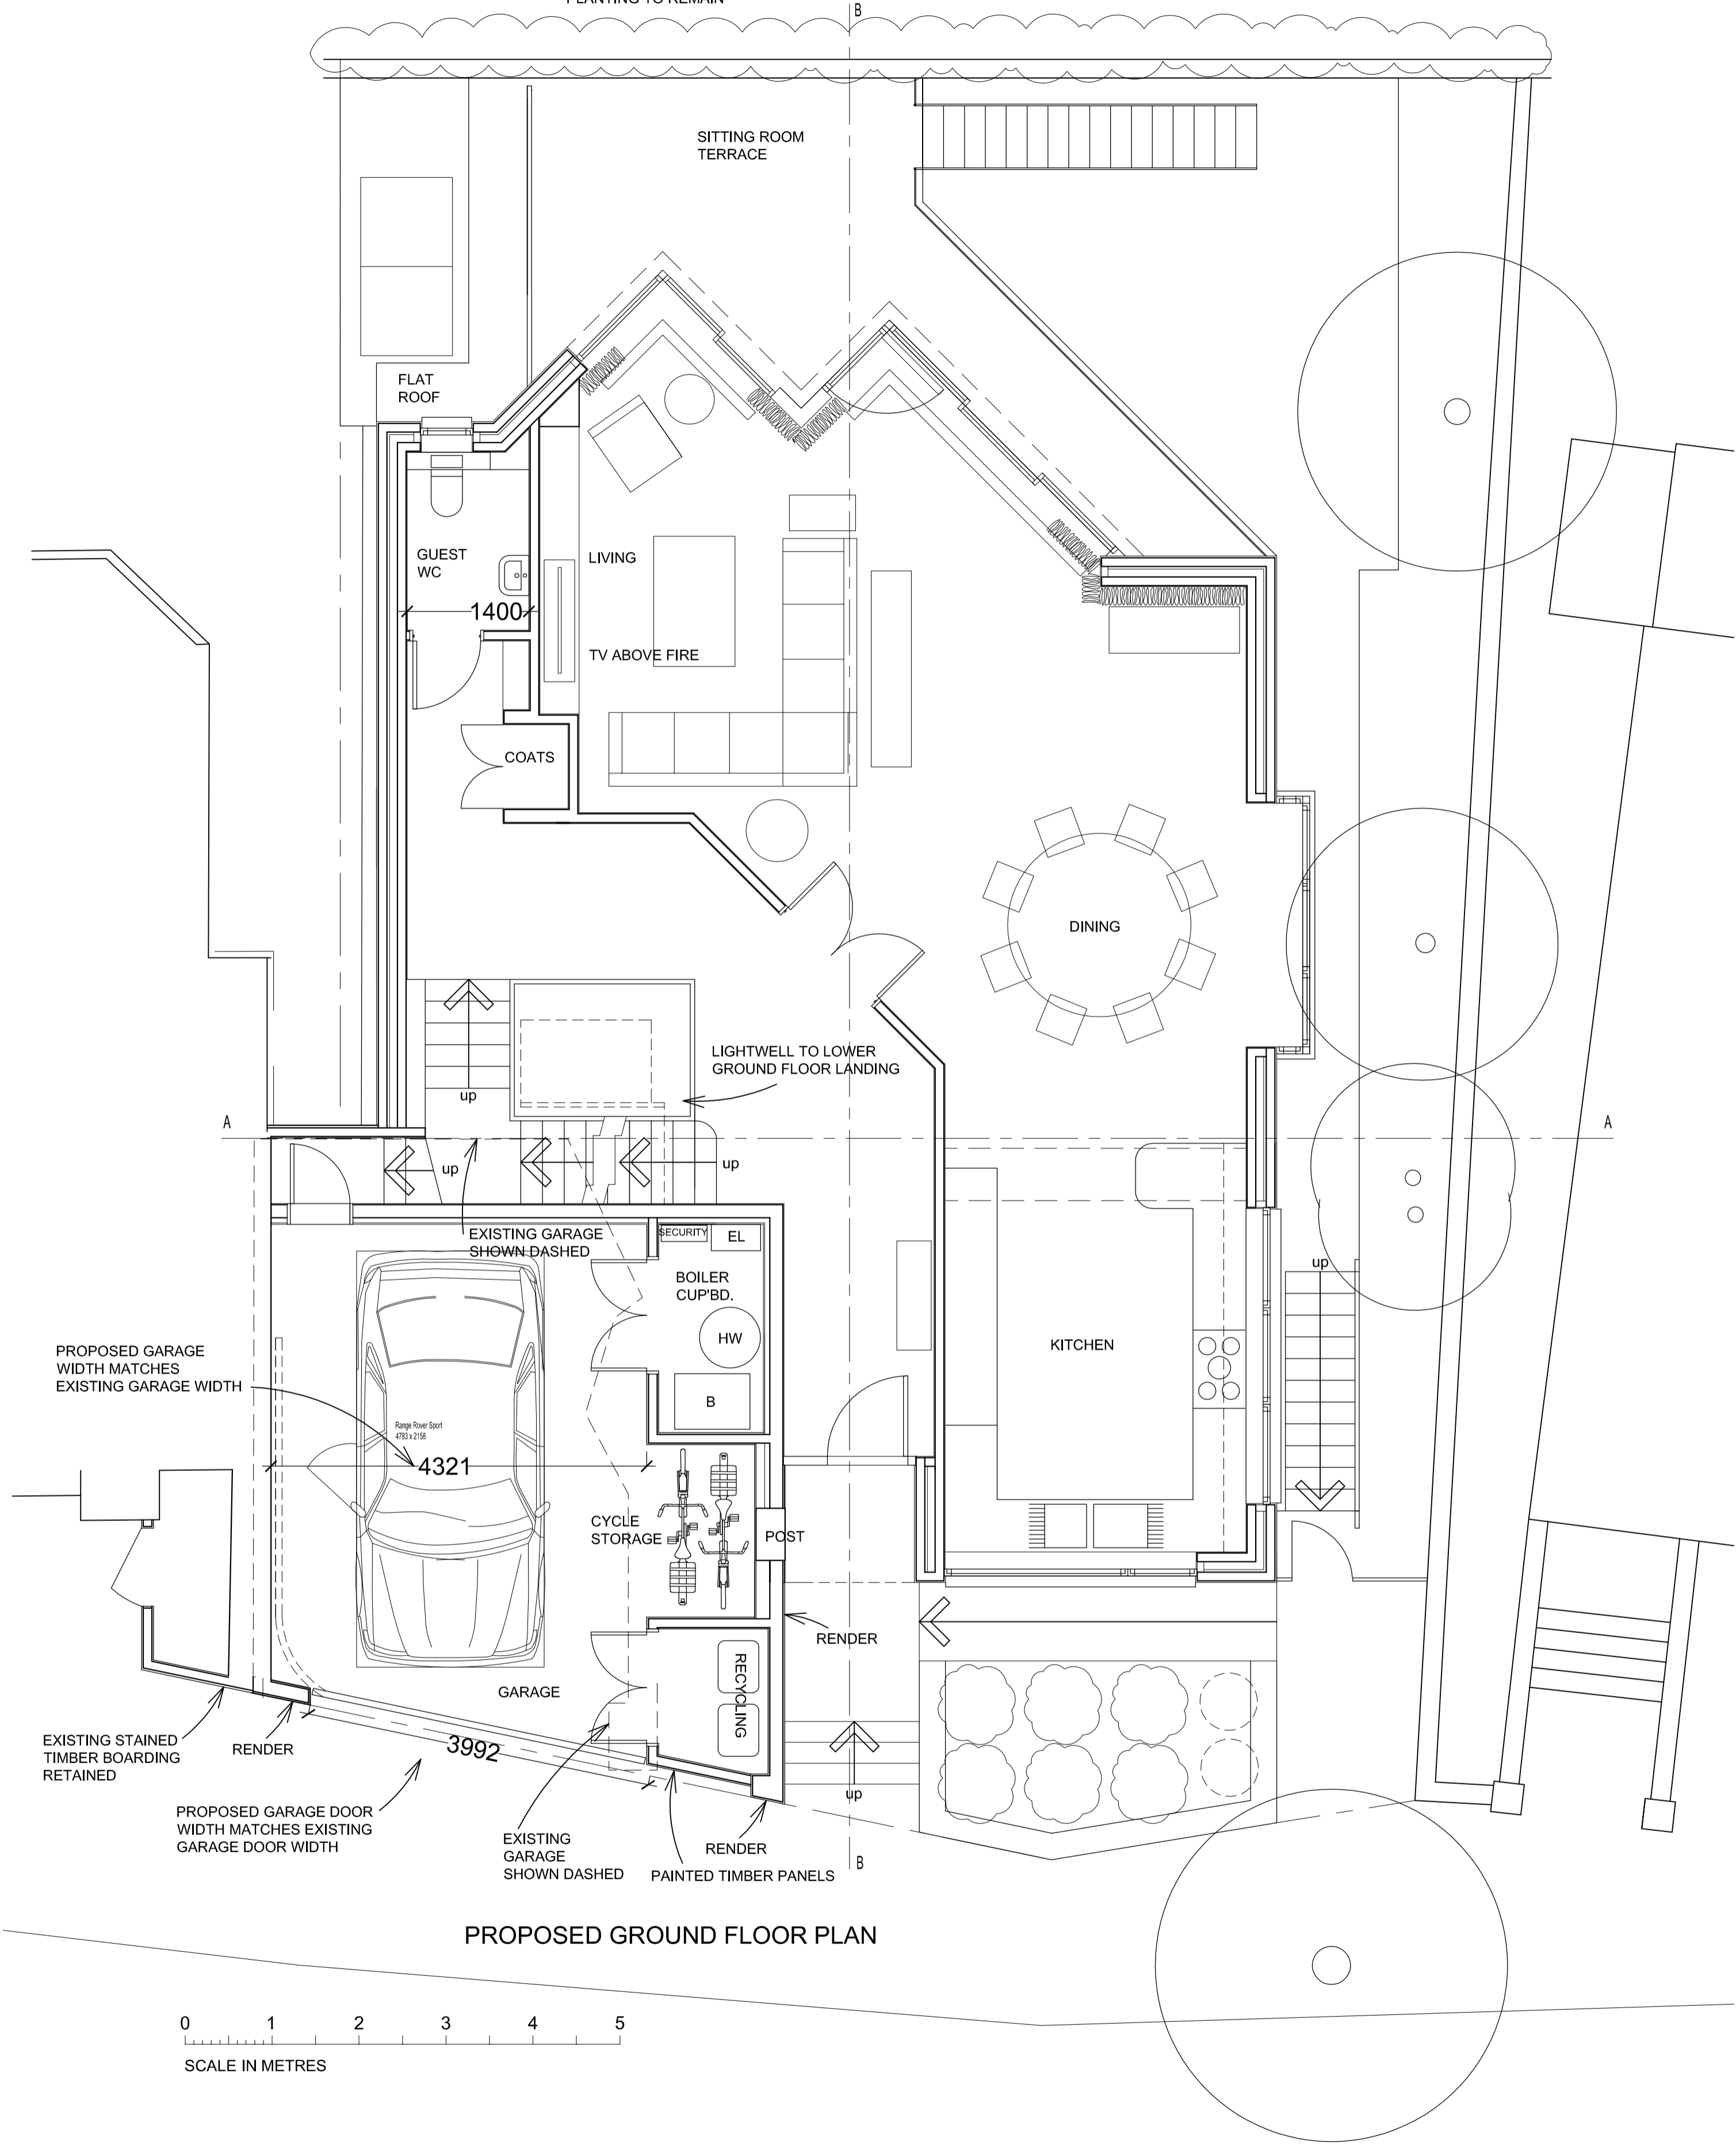 PLANTING TO REMAIN
B
SITTING ROOM
TERRACE
FLAT
ROOF
GUEST
WC
1400
LIVING
TV ABOVE FIRE
COATS
DINING
LIGHTWELL TO LOWER
GROUND FLOOR LANDING
up
A
A
up
up
EXISTING GARAGE
SHOWN DASHED
SECURITY
EL
BOILER
CUP'BD.
HW
B
up
KITCHEN
PROPOSED GARAGE
WIDTH MATCHES
EXISTING GARAGE WIDTH
Range Rover Sport
4783 x 2158
4321
CYCLE
STORAGE
POST
RENDER
RECYCLING
GARAGE
EXISTING STAINED
TIMBER BOARDING
RETAINED
RENDER
3992
up
PROPOSED GARAGE DOOR
WIDTH MATCHES EXISTING
GARAGE DOOR WIDTH
EXISTING
GARAGE
SHOWN DASHED
RENDER
PAINTED TIMBER PANELS
B
PROPOSED GROUND FLOOR PLAN
0 1 2 3 4 5
SCALE IN METRES